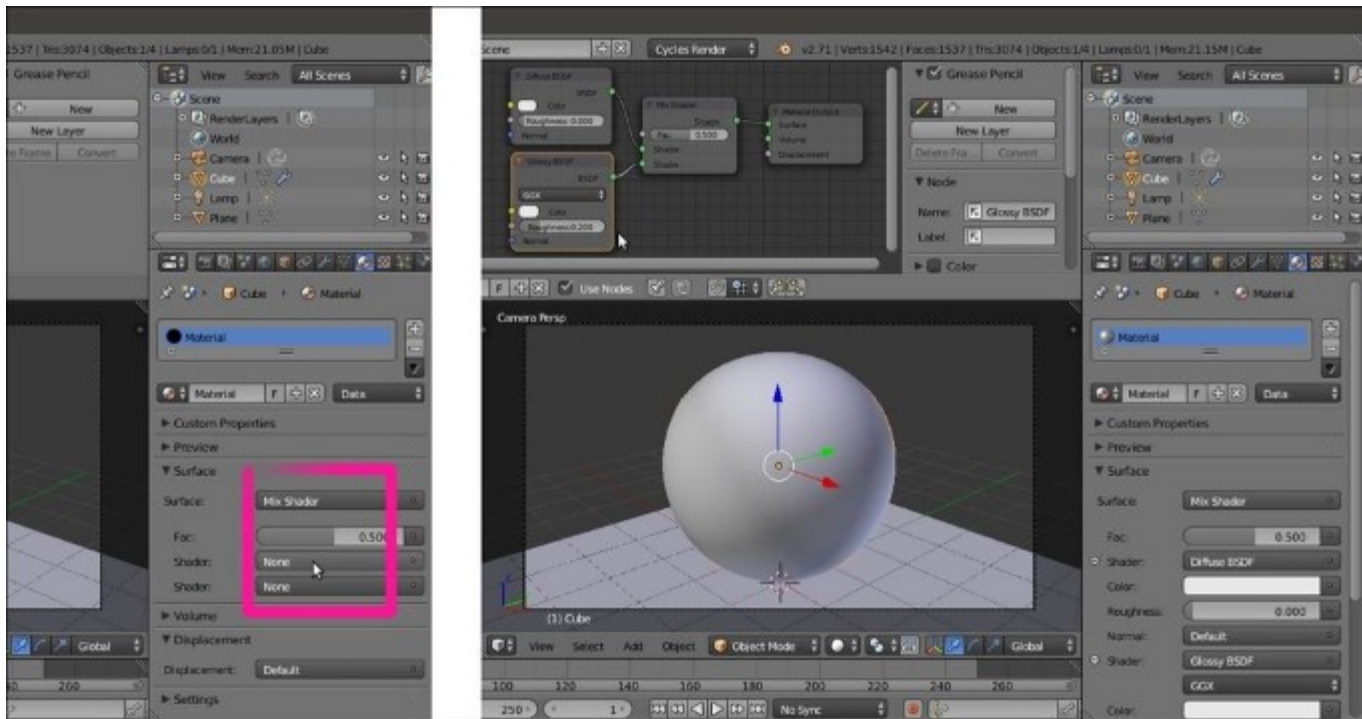 1537 | Tris:3074 | Objects:1/4 | Lamps:0/1 | Mem:21.05M | Cube
Grease Pencil
New
New Layer
Convert
View Search All Scenes
Scene
RenderLayers
World
Camera
Cube
Lamp
Plane
Cube Material
Material
Material F Data
Custom Properties
Preview
Surface
Surface: Mix Shader
Fac: 0.500
Shader: None
Shader: None
Volume
Displacement
Displacement: Default
Settings
Global
260
Scene Cycles Render v2.71 | Verts:1542 | Faces:1537 | Tris:3074 | Objects:1/4 | Lamps:0/1 | Mem:21.15M | Cube
Diffuse BSDF
BSDF
Color
Roughness:0.000
Normal
Glossy BSDF
BSDF
GGX
Color
Roughness:0.200
Normal
Mix Shader
Shader
Fac: 0.500
Shader
Shader
Material Output
Surface
Volume
Displacement
Grease Pencil
New
New Layer
Delete Fra... Convert
Node
Name: Glossy BSDF
Label:
Color
F Use Nodes
Camera Persp
(1) Cube
View Select Add Object Object Mode Global
100 120 140 160 180 200 220 240 260
250 1 No Sync
View Search All Scenes
Scene
RenderLayers
World
Camera
Cube
Lamp
Plane
Cube Material
Material
Material F Data
Custom Properties
Preview
Surface
Surface: Mix Shader
Fac: 0.500
Shader: Diffuse BSDF
Color:
Roughness: 0.000
Normal: Default
Shader: Glossy BSDF
GGX
Color: